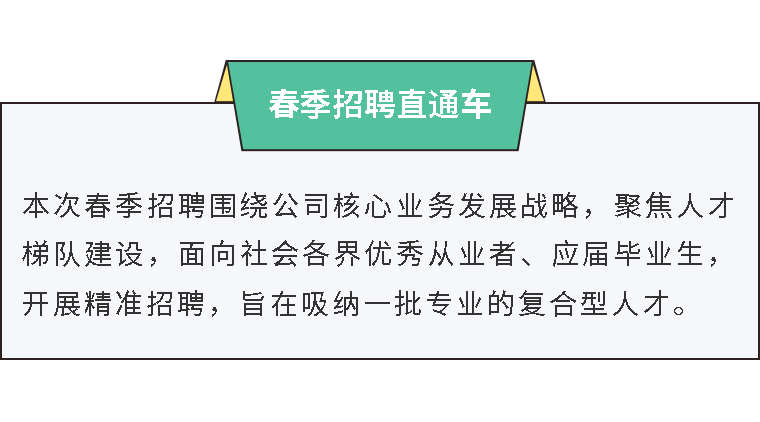 春季招聘直通车
本次春季招聘围绕公司核心业务发展战略，聚焦人才
梯队建设，面向社会各界优秀从业者、应届毕业生，
开展精准招聘，旨在吸纳一批专业的复合型人才。